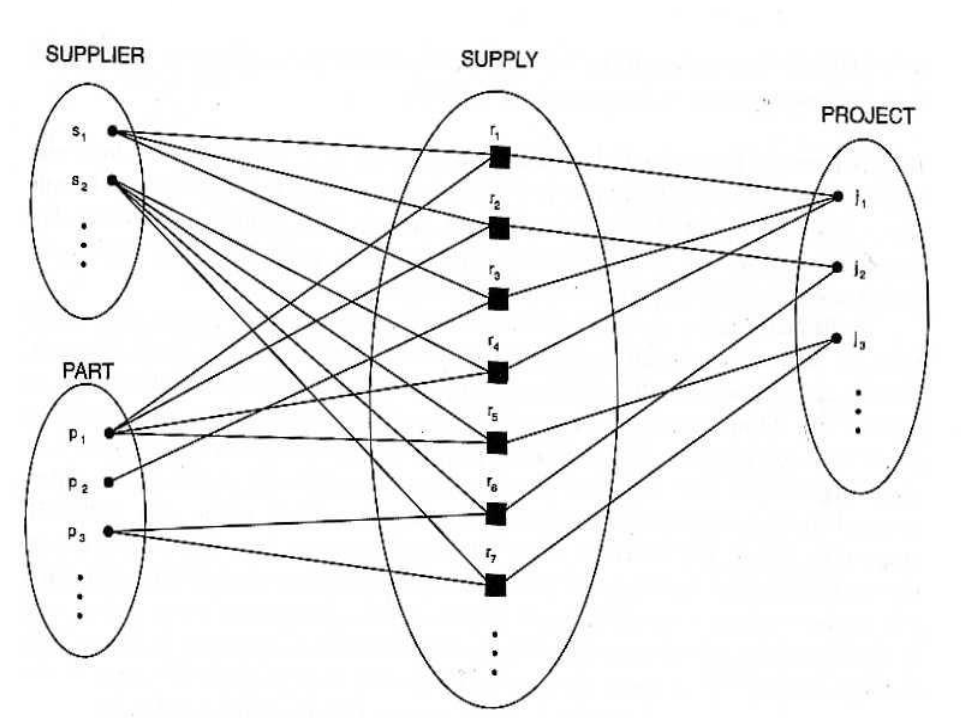 SUPPLIER
s₁
s₂
PART
p₁
p₂
p₃
SUPPLY
r₁
r₂
r₃
r₄
r₅
r₆
r₇
PROJECT
j₁
j₂
j₃